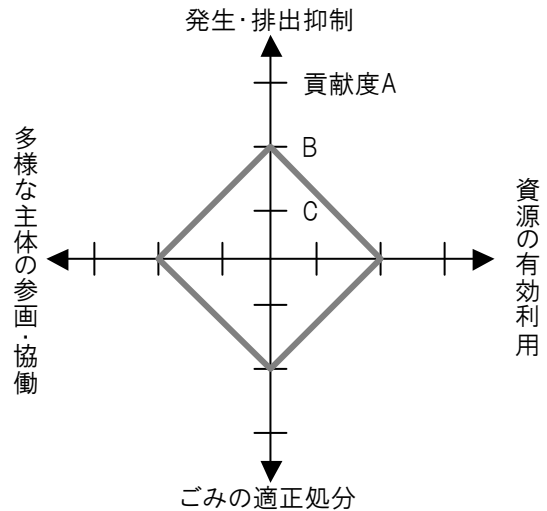 発生・排出抑制
貢献度A
B
C
多様な主体の参画・協働
資源の有効利用
ごみの適正処分